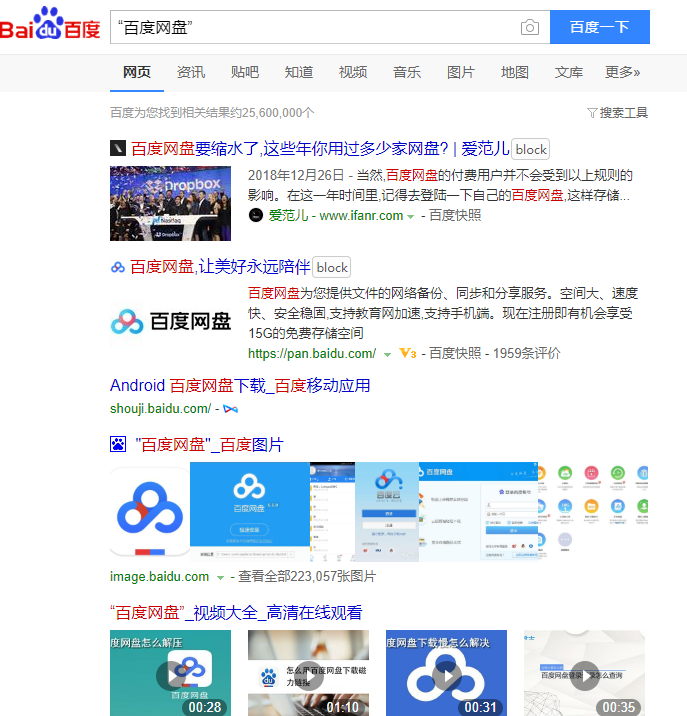 Bai du 百度
“百度网盘”
百度一下
网页 资讯 贴吧 知道 视频 音乐 图片 地图 文库 更多»
百度为您找到相关结果约25,600,000个
搜索工具
百度网盘要缩水了,这些年你用过多少家网盘? | 爱范儿 block
2018年12月26日 - 当然,百度网盘的付费用户并不会受到以上规则的
影响。在这一年时间里,记得去登陆一下自己的百度网盘,这样存储...
爱范儿 - www.ifanr.com - 百度快照
Dropbox
Nasdaq
百度网盘,让美好永远陪伴 block
百度网盘
百度网盘为您提供文件的网络备份、同步和分享服务。空间大、速度
快、安全稳固,支持教育网加速,支持手机端。现在注册即有机会享受
15G的免费存储空间
https://pan.baidu.com/ V3 - 百度快照 - 1959条评价
Android 百度网盘下载_百度移动应用
shouji.baidu.com/ -
"百度网盘"_百度图片
百度网盘
百度云
百度网盘
image.baidu.com - 查看全部223,057张图片
“百度网盘”_视频大全_高清在线观看
度网盘怎么解压
百度网盘
00:28
怎么用百度网盘下载磁
力链接
01:10
度网盘下载慢怎么解决
00:31
百度网盘登录记录怎么查询
00:35